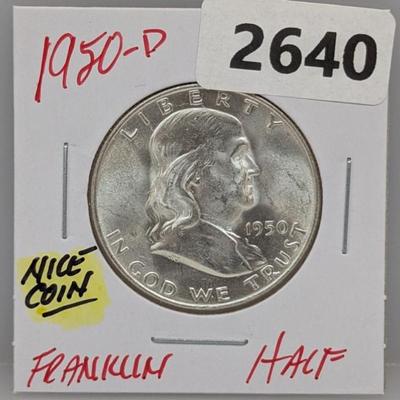 1950-D
2640
LIBERTY
1950
IN GOD WE TRUST
NICE
COIN
FRANKLIN HALF